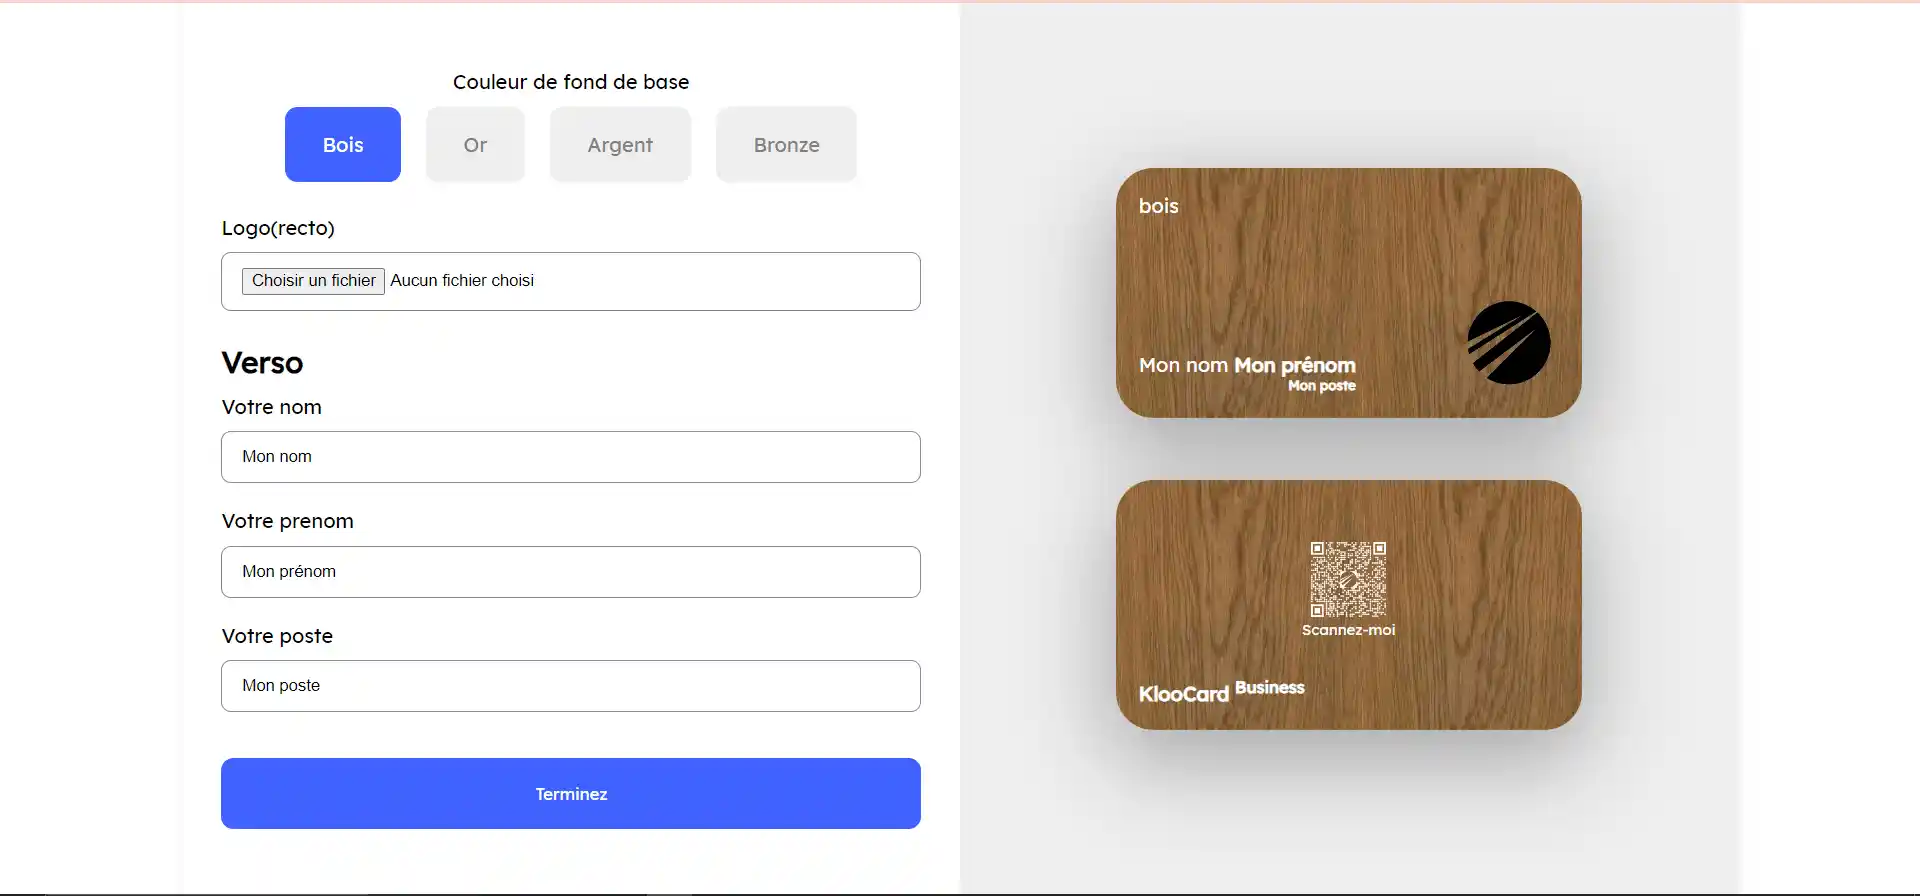 Couleur de fond de base
Bois
Or
Argent
Bronze
Logo(recto)
Choisir un fichier Aucun fichier choisi
Verso
Votre nom
Mon nom
Votre prenom
Mon prénom
Votre poste
Mon poste
Terminez
bois
Mon nom Mon prénom
Mon poste
Scannez-moi
KlooCard Business